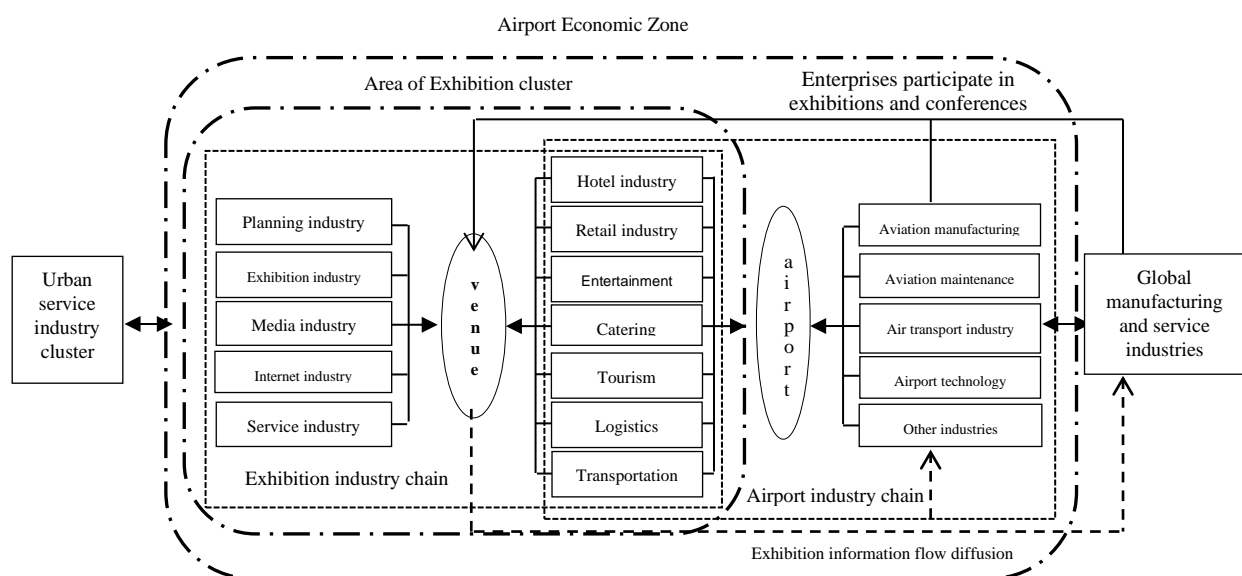 Airport Economic Zone
Area of Exhibition cluster
Enterprises participate in
exhibitions and conferences
Urban
service
industry
cluster
Planning industry
Exhibition industry
Media industry
Internet industry
Service industry
Exhibition industry chain
venue
Hotel industry
Retail industry
Entertainment
Catering
Tourism
Logistics
Transportation
airport
Aviation manufacturing
Aviation maintenance
Air transport industry
Airport technology
Other industries
Airport industry chain
Global
manufacturing
and service
industries
Exhibition information flow diffusion